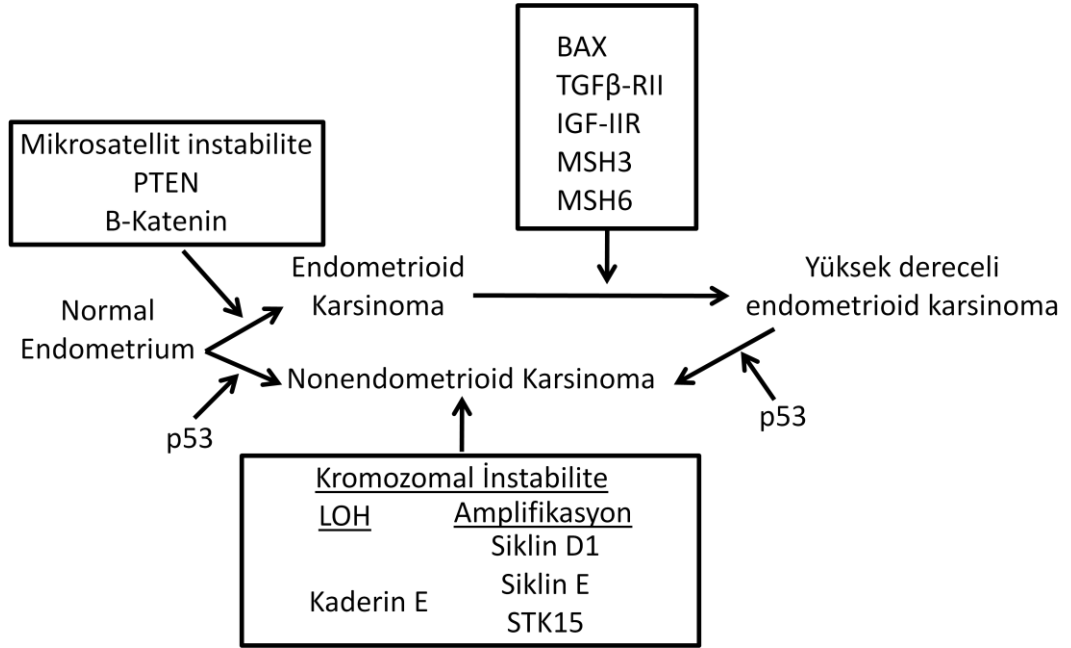 BAX
TGFβ-RII
IGF-IIR
MSH3
MSH6
Mikrosatellit instabilite
PTEN
B-Katenin
Endometrioid
Karsinoma
Yüksek dereceli
endometrioid karsinoma
Normal
Endometrium
Nonendometrioid Karsinoma
p53
p53
Kromozomal İnstabilite
LOH
Amplifikasyon
Siklin D1
Kaderin E
Siklin E
STK15